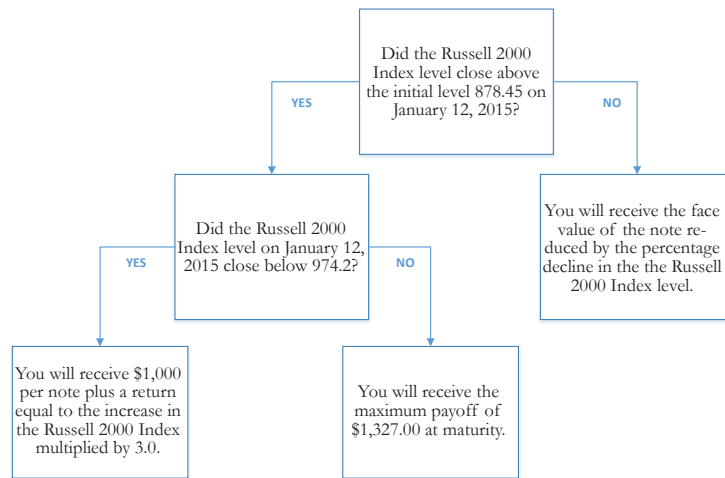 Did the Russell 2000
Index level close above
the initial level 878.45 on
January 12, 2015?
YES
NO
Did the Russell 2000
Index level on January 12,
2015 close below 974.2?
You will receive the face
value of the note re-
duced by the percentage
decline in the the Russell
2000 Index level.
YES
NO
You will receive $1,000
per note plus a return
equal to the increase in
the Russell 2000 Index
multiplied by 3.0.
You will receive the
maximum payoff of
$1,327.00 at maturity.